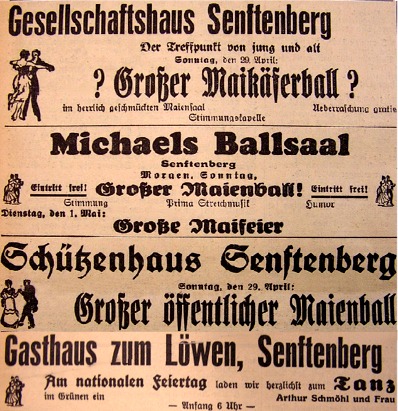 Gesellschaftshaus Senftenberg
Der Treffpunkt von jung und alt
Sonntag, den 29. April:
? Großer Maikäferball ?
im herrlich geschmückten Maiensaal Ueberraschung gratis
Stimmungskapelle
Michaels Ballsaal
Senftenberg
Morgen, Sonntag,
Eintritt frei! Großer Maienball! Eintritt frei!
Stimmung Prima Streichmusik Humor
Dienstag, den 1. Mai:
Große Maifeier
Schützenhaus Senftenberg
Sonntag, den 29. April:
Großer öffentlicher Maienball
Gasthaus zum Löwen, Senftenberg
Am nationalen Feiertag laden wir herzlichst zum Tanz
im Grünen ein Arthur Schmöhl und Frau
— Anfang 6 Uhr —